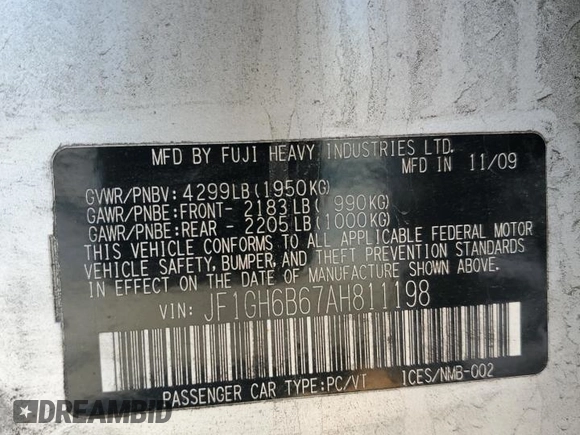 MFD BY FUJI HEAVY INDUSTRIES LTD.
MFD IN 11/09
GVWR/PNBV: 4299LB(1950KG)
GAWR/PNBE:FRONT- 2183LB( 990KG)
GAWR/PNBE:REAR - 2205LB(1000KG)
THIS VEHICLE CONFORMS TO ALL APPLICABLE FEDERAL MOTOR
VEHICLE SAFETY, BUMPER, AND THEFT PREVENTION STANDARDS
IN EFFECT ON THE DATE OF MANUFACTURE SHOWN ABOVE.
VIN: JF1GH6B67AH811198
PASSENGER CAR TYPE:PC/VT ICES/NMB-002
DREAMBID